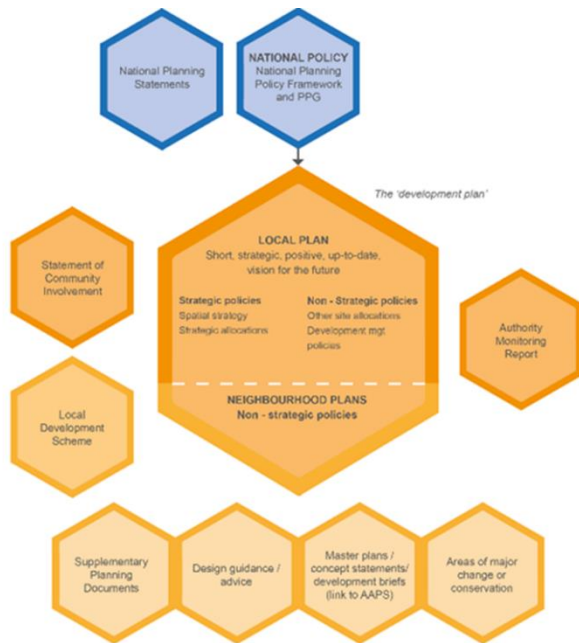 National Planning
Statements
NATIONAL POLICY
National Planning
Policy Framework
and PPG
The 'development plan'
LOCAL PLAN
Short, strategic, positive, up-to-date,
vision for the future
Strategic policies
Spatial strategy
Strategic allocations
Non - Strategic policies
Other site allocations
Development mgt
policies
NEIGHBOURHOOD PLANS
Non - strategic policies
Statement of
Community
Involvement
Local
Development
Scheme
Authority
Monitoring
Report
Supplementary
Planning
Documents
Design guidance /
advice
Master plans /
concept statements/
development briefs
(link to AAPS)
Areas of major
change or
conservation